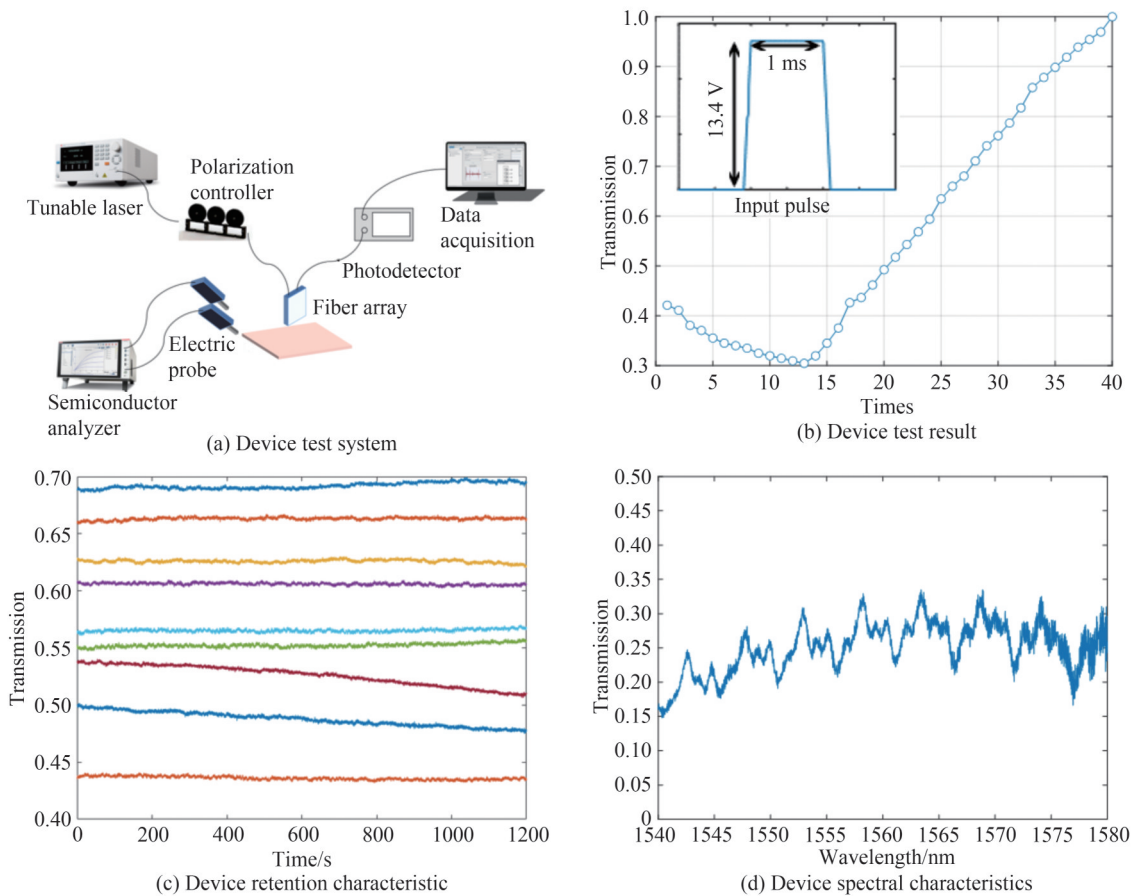 Tunable laser
Polarization
controller
Data
acquisition
Photodetector
Fiber array
Electric
probe
Semiconductor
analyzer
(a) Device test system
1.0
0.9
0.8
0.7
0.6
0.5
0.4
0.3
Transmission
13.4 V
1 ms
Input pulse
0 5 10 15 20 25 30 35 40
Times
(b) Device test result
0.70
0.65
0.60
0.55
0.50
0.45
0.40
Transmission
0 200 400 600 800 1000 1200
Time/s
(c) Device retention characteristic
0.50
0.45
0.40
0.35
0.30
0.25
0.20
0.15
0.10
0.05
0
Transmission
1540 1545 1550 1555 1560 1565 1570 1575 1580
Wavelength/nm
(d) Device spectral characteristics